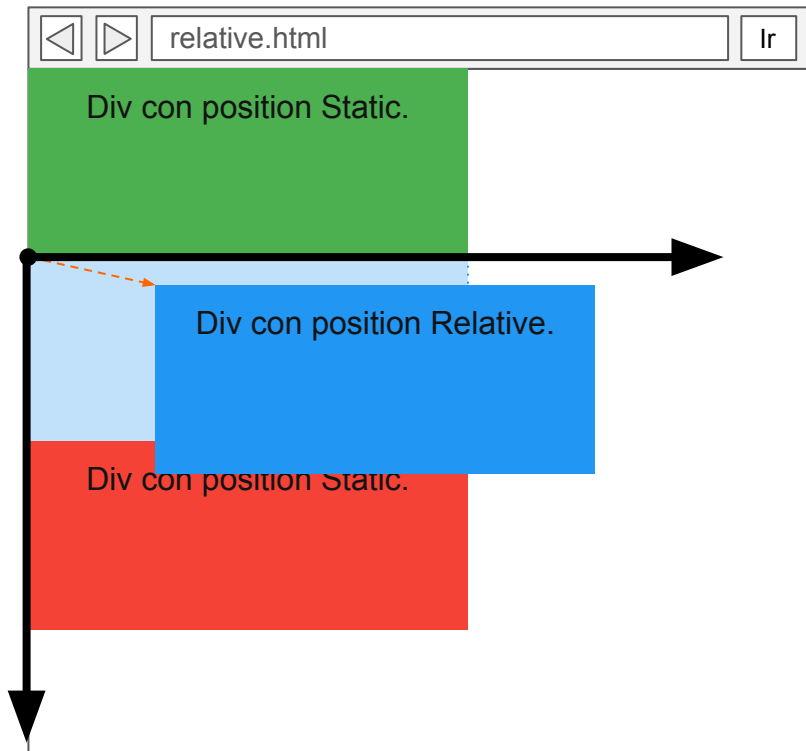 relative.html
Ir
Div con position Static.
Div con position Relative.
Div con position Static.